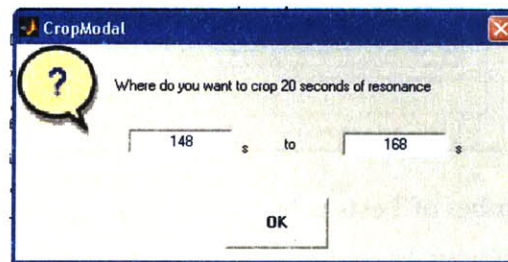 CropModal
?
Where do you want to crop 20 seconds of resonance
148 s to 168 s
OK